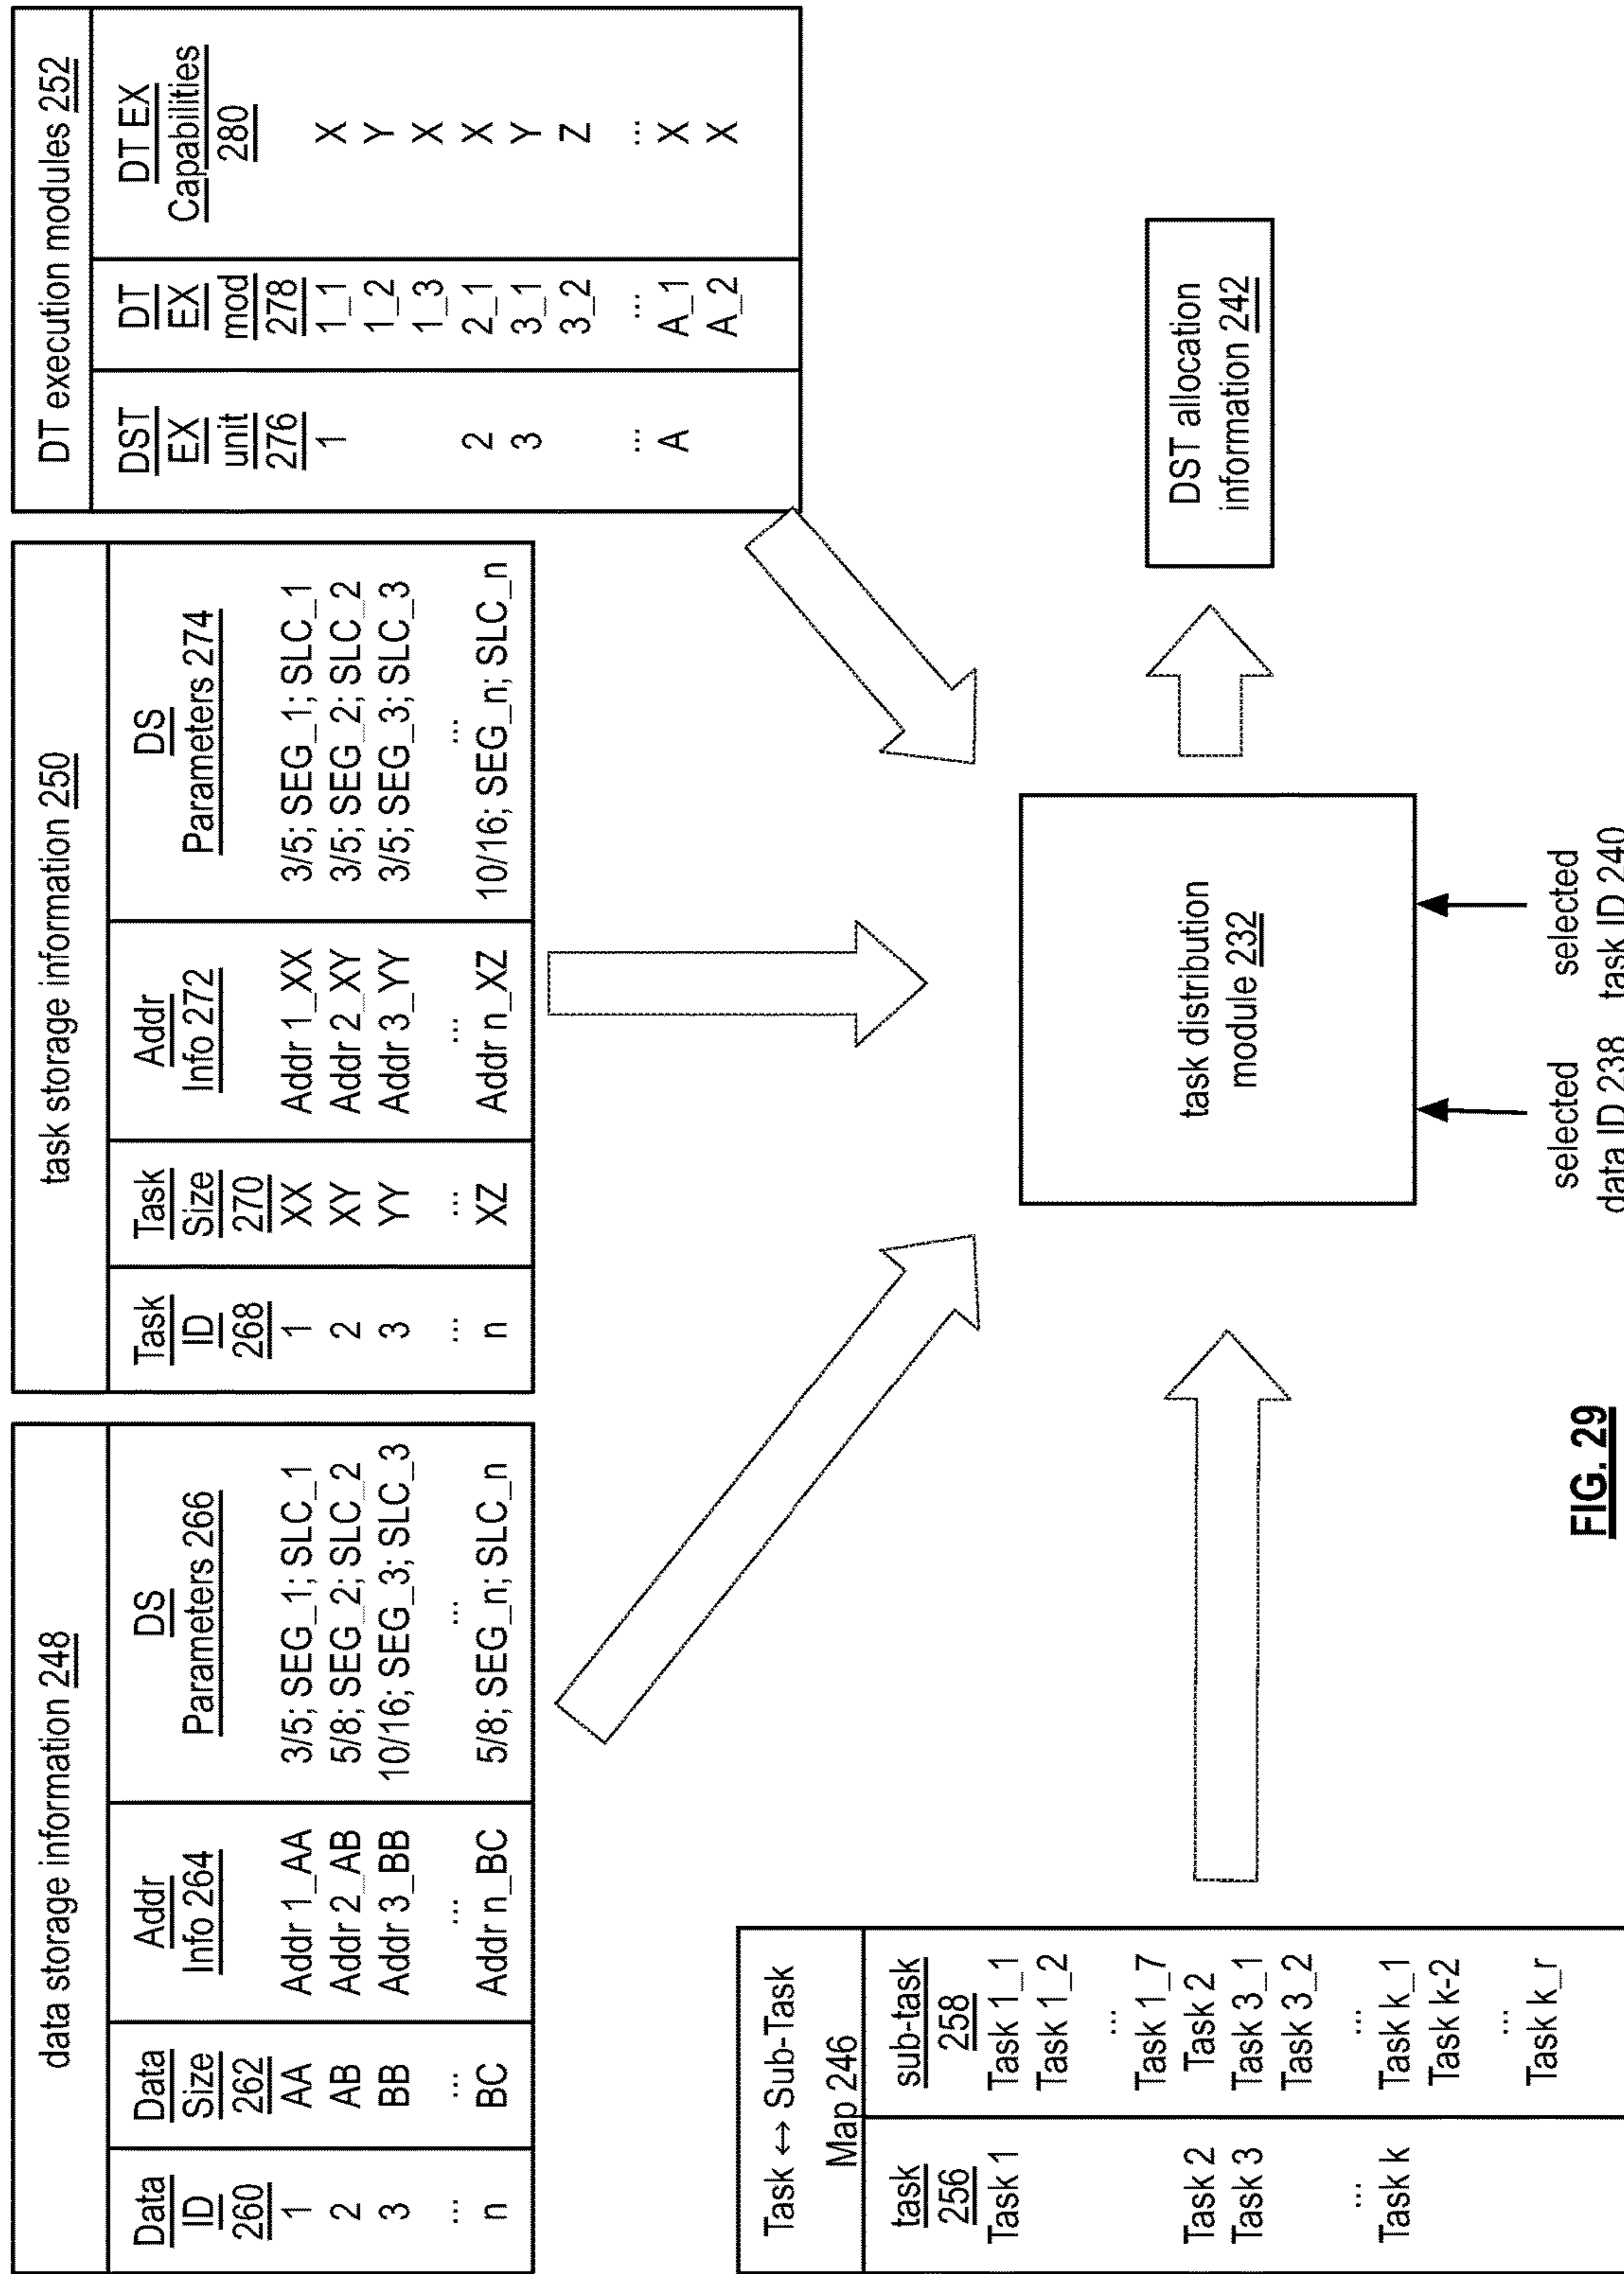 data storage information 248
Data ID 260 | Data Size 262 | Addr Info 264 | DS Parameters 266
1 | AA | Addr 1_AA | 3/5; SEG_1; SLC_1
2 | AB | Addr 2_AB | 5/8; SEG_2; SLC_2
3 | BB | Addr 3_BB | 10/16; SEG_3; SLC_3
... | ... | ... | ...
n | BC | Addr n_BC | 5/8; SEG_n; SLC_n
task storage information 250
Task ID 268 | Task Size 270 | Addr Info 272 | DS Parameters 274
1 | XX | Addr 1_XX | 3/5; SEG_1; SLC_1
2 | XY | Addr 2_XY | 3/5; SEG_2; SLC_2
3 | YY | Addr 3_YY | 3/5; SEG_3; SLC_3
... | ... | ... | ...
n | XZ | Addr n_XZ | 10/16; SEG_n; SLC_n
DT execution modules 252
DST EX unit 276 | DT EX mod 278 | DT EX Capabilities 280
1 | 1_1 | X
1_2 | Y
1_3 | X
2 | 2_1 | X
3 | 3_1 | Y
3_2 | Z
... | ... | ...
A | A_1 | X
A_2 | X
Task ↔ Sub-Task
Map 246
task 256 | sub-task 258
Task 1 | Task 1_1
Task 1_2
...
Task 1_7
Task 2 | Task 2
Task 3 | Task 3_1
Task 3_2
... | ...
Task k | Task k_1
Task k-2
...
Task k_r
task distribution
module 232
DST allocation
information 242
selected
data ID 238
selected
task ID 240
FIG. 29